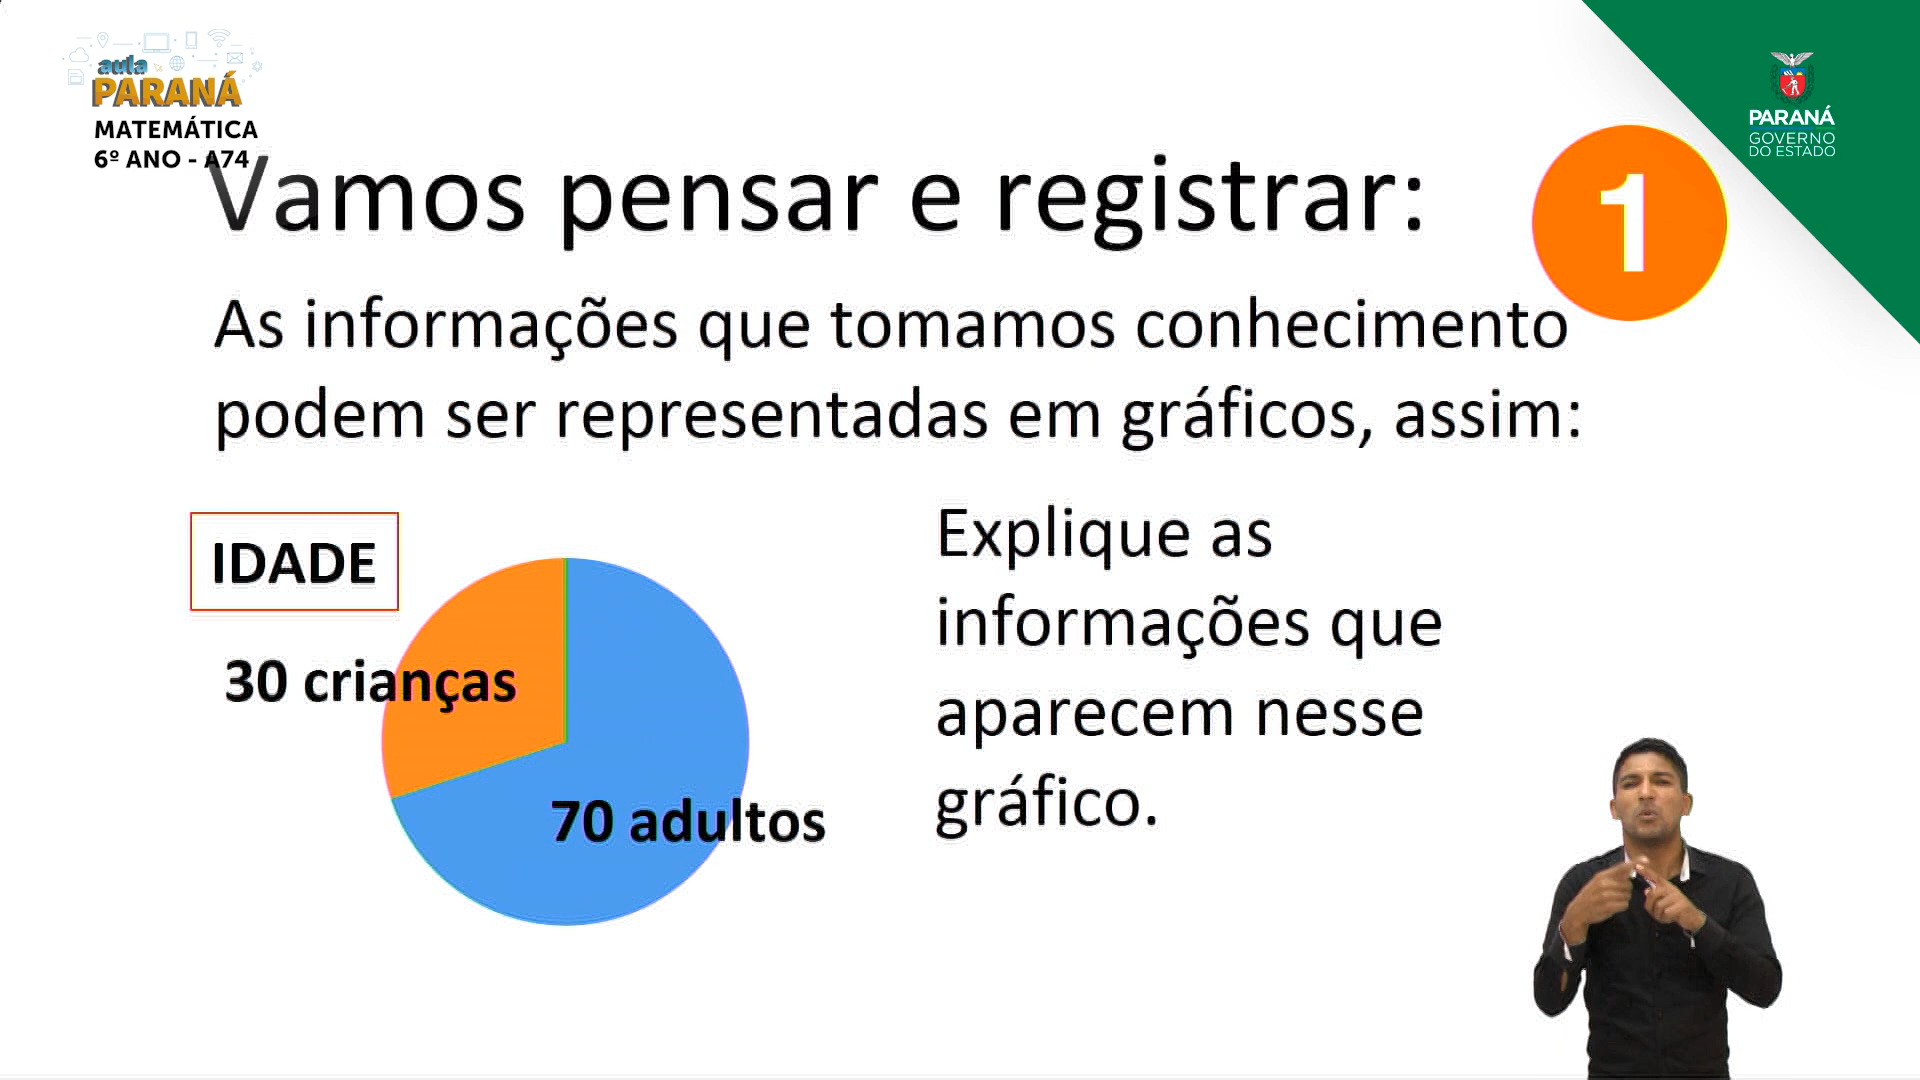 aula
PARANÁ
MATEMÁTICA
6º ANO - A74
PARANÁ
GOVERNO
DO ESTADO
Vamos pensar e registrar:
1
As informações que tomamos conhecimento
podem ser representadas em gráficos, assim:
IDADE
30 crianças
70 adultos
Explique as
informações que
aparecem nesse
gráfico.